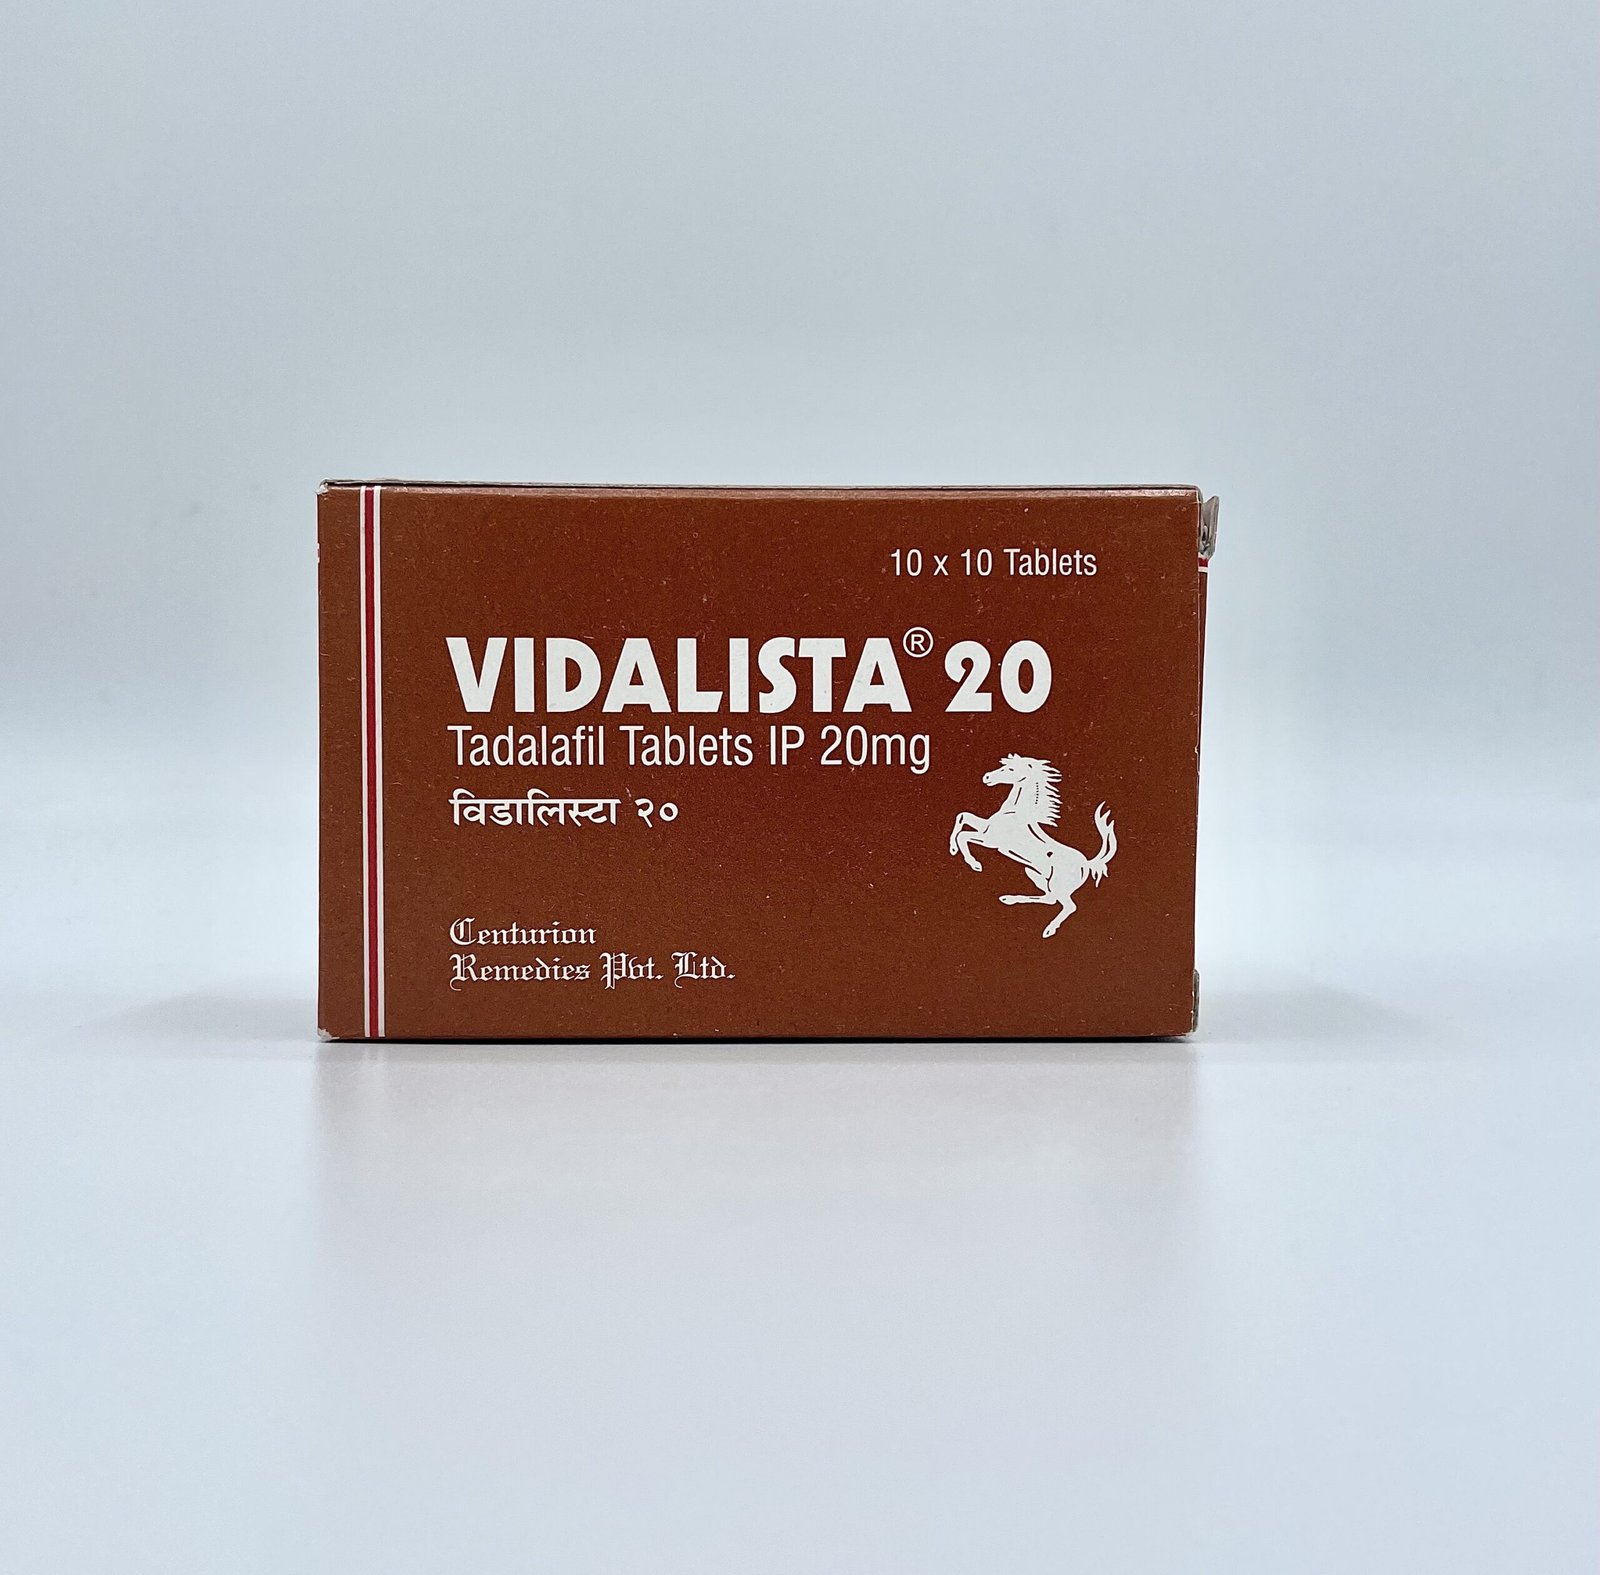 10 x 10 Tablets
VIDALISTA® 20
Tadalafil Tablets IP 20mg
विडालिस्टा २०
Centurion
Remedies Pvt. Ltd.